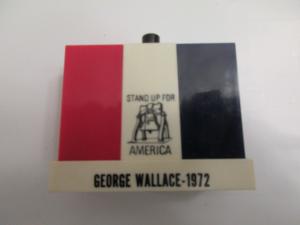 STAND UP FOR
AMERICA
GEORGE WALLACE-1972